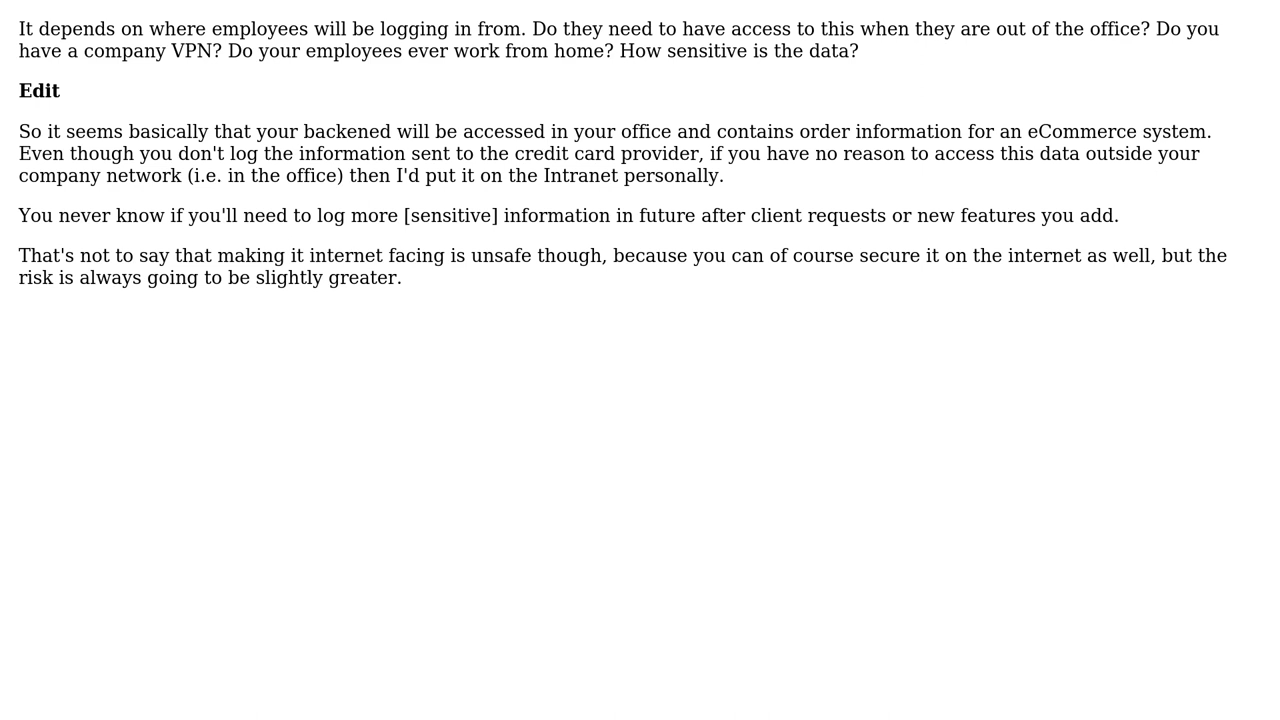 It depends on where employees will be logging in from. Do they need to have access to this when they are out of the office? Do you
have a company VPN? Do your employees ever work from home? How sensitive is the data?
Edit
So it seems basically that your backened will be accessed in your office and contains order information for an eCommerce system.
Even though you don't log the information sent to the credit card provider, if you have no reason to access this data outside your
company network (i.e. in the office) then I'd put it on the Intranet personally.
You never know if you'll need to log more [sensitive] information in future after client requests or new features you add.
That's not to say that making it internet facing is unsafe though, because you can of course secure it on the internet as well, but the
risk is always going to be slightly greater.